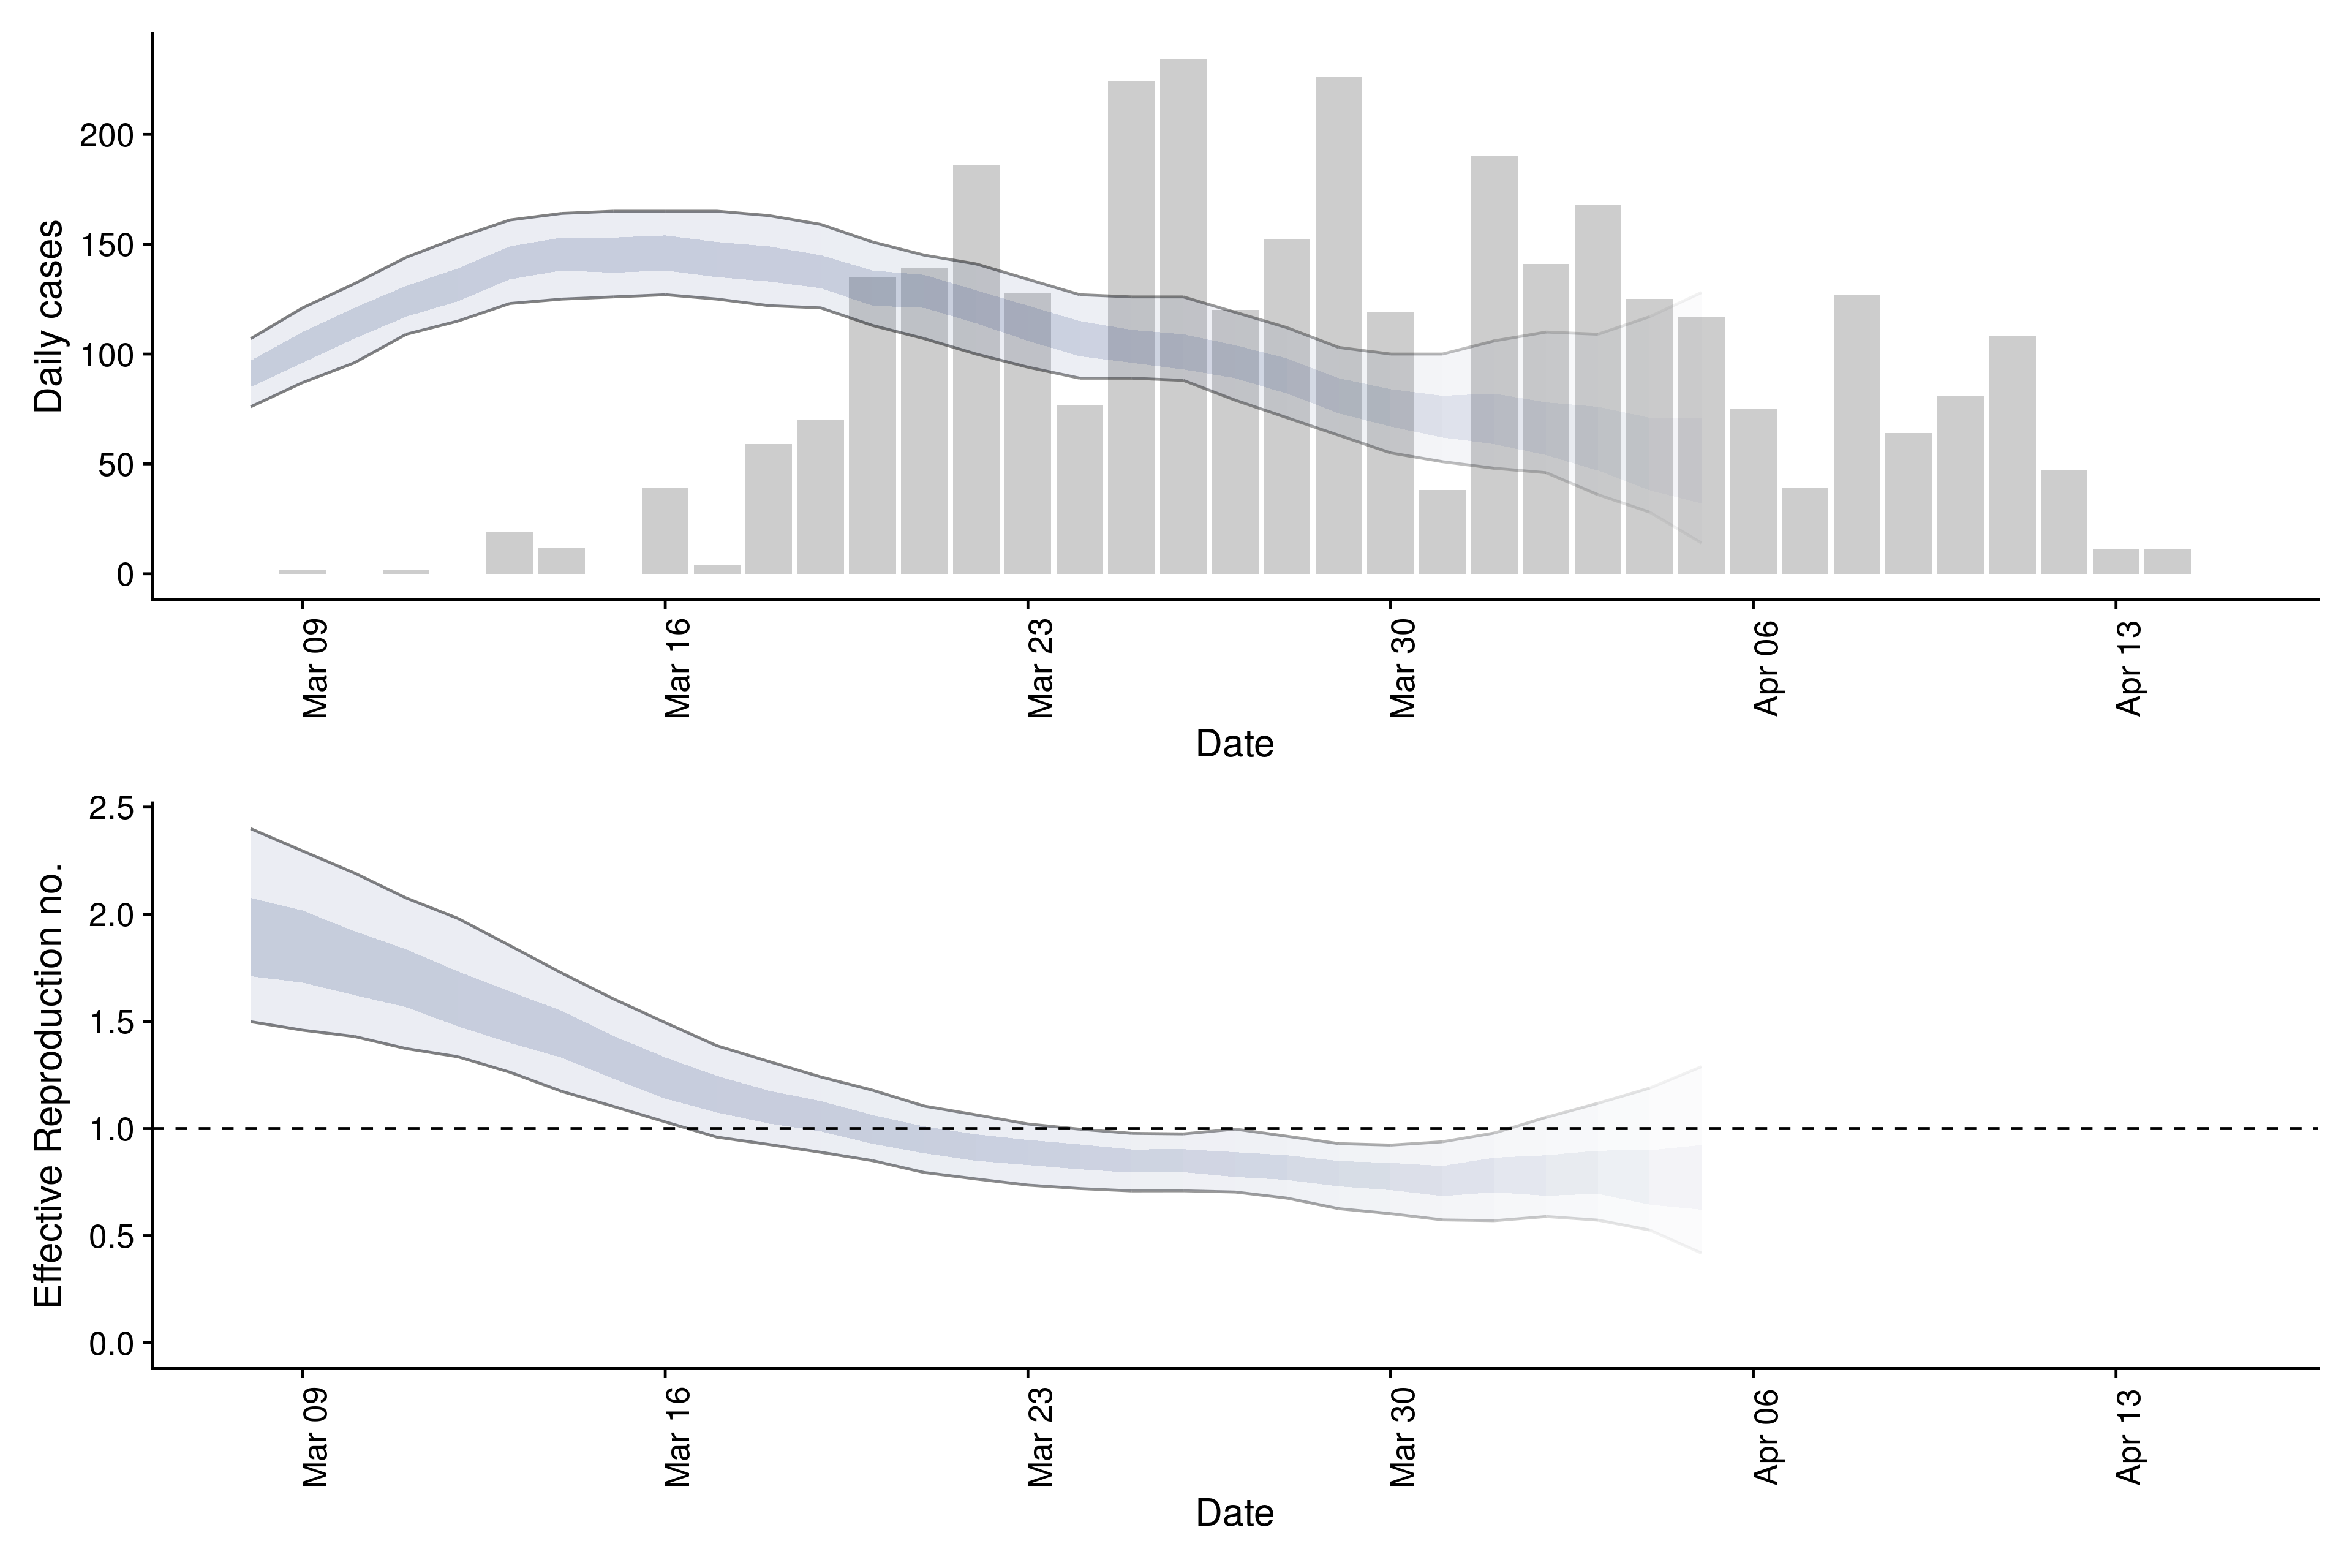 Daily cases
200
150
100
50
0
Mar 09
Mar 16
Mar 23
Mar 30
Apr 06
Apr 13
Date
Effective Reproduction no.
2.5
2.0
1.5
1.0
0.5
0.0
Mar 09
Mar 16
Mar 23
Mar 30
Apr 06
Apr 13
Date